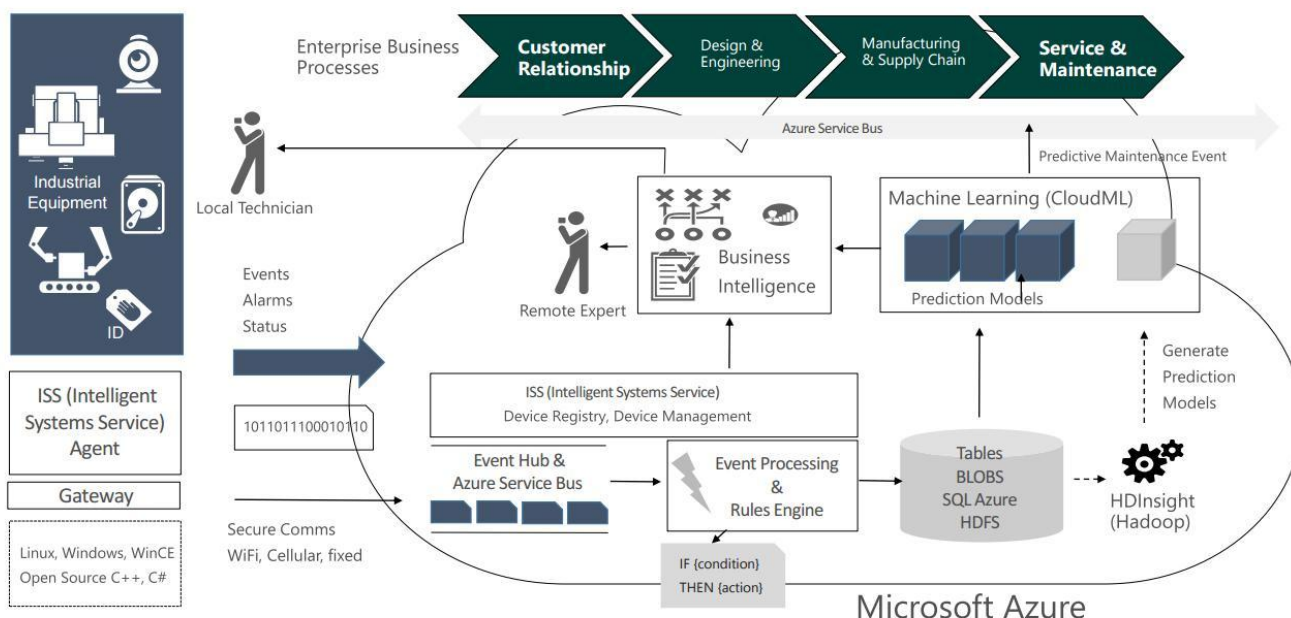 Enterprise Business
Processes
Customer
Relationship
Design &
Engineering
Manufacturing
& Supply Chain
Service &
Maintenance
Azure Service Bus
Predictive Maintenance Event
Industrial
Equipment
ID
Local Technician
Events
Alarms
Status
Remote Expert
Business
Intelligence
Machine Learning (CloudML)
Prediction Models
Generate
Prediction
Models
ISS (Intelligent
Systems Service)
Agent
Gateway
Linux, Windows, WinCE
Open Source C++, C#
1011011100010110
Secure Comms
WiFi, Cellular, fixed
ISS (Intelligent Systems Service)
Device Registry, Device Management
Event Hub &
Azure Service Bus
Event Processing
&
Rules Engine
IF {condition}
THEN {action}
Tables
BLOBS
SQL Azure
HDFS
HDInsight
(Hadoop)
Microsoft Azure